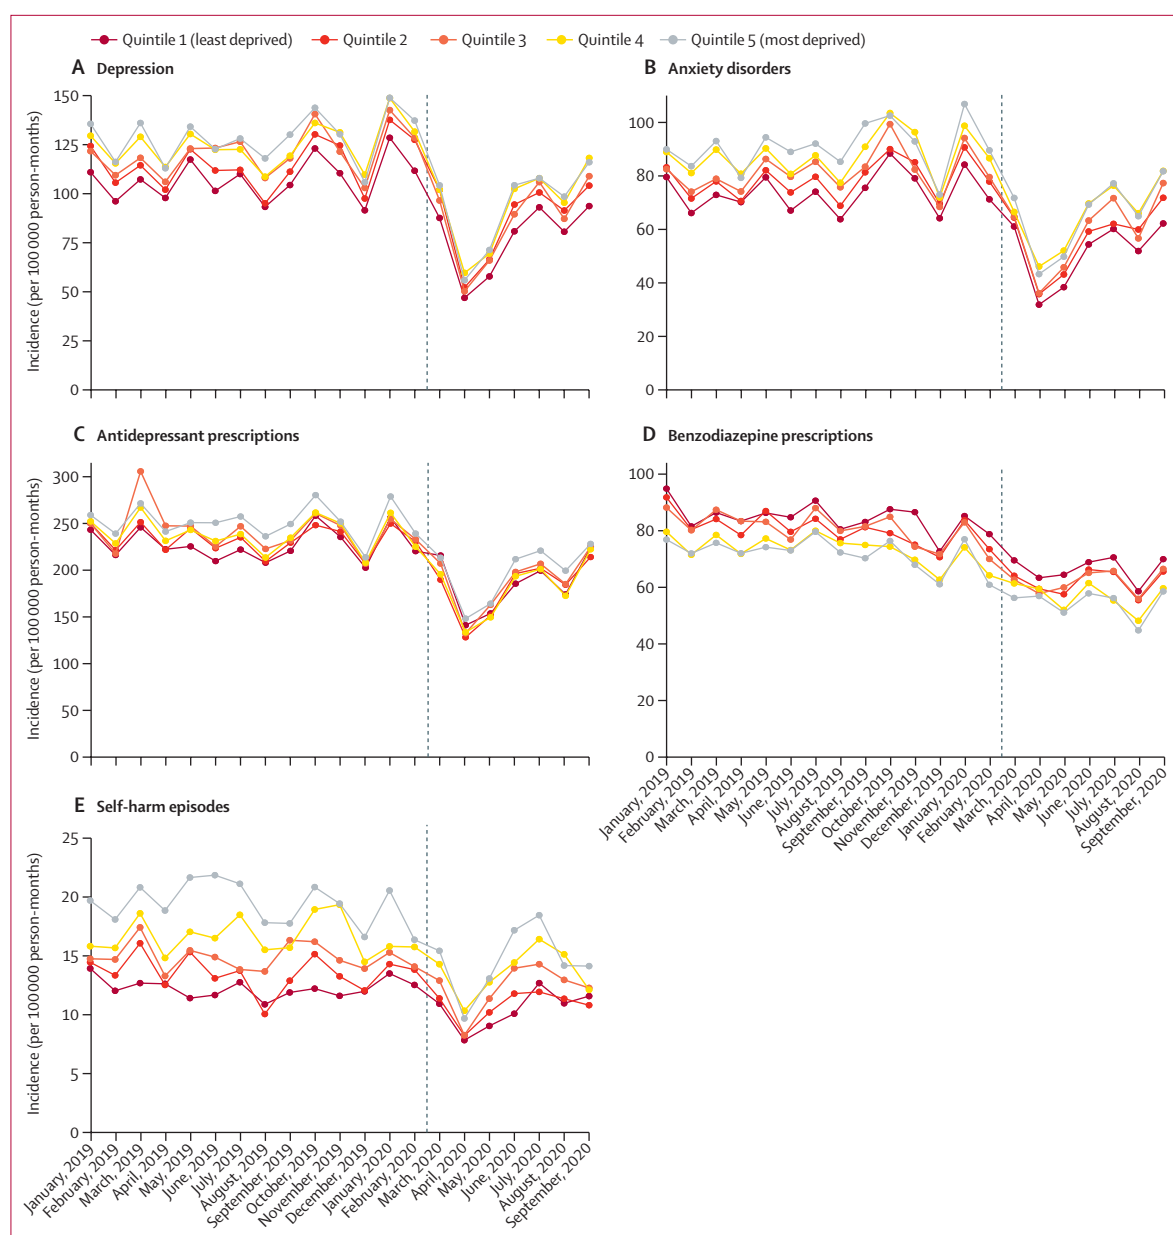 Quintile 1 (least deprived) Quintile 2 Quintile 3 Quintile 4 Quintile 5 (most deprived)
A Depression
Incidence (per 100 000 person-months)
150
125
100
75
50
25
0
B Anxiety disorders
100
80
60
40
20
0
C Antidepressant prescriptions
Incidence (per 100 000 person-months)
300
250
200
150
100
50
0
D Benzodiazepine prescriptions
100
80
60
40
20
0
January, 2019
February, 2019
March, 2019
April, 2019
May, 2019
June, 2019
July, 2019
August, 2019
September, 2019
October, 2019
November, 2019
December, 2019
January, 2020
February, 2020
March, 2020
April, 2020
May, 2020
June, 2020
July, 2020
August, 2020
September, 2020
E Self-harm episodes
Incidence (per 100 000 person-months)
25
20
15
10
5
0
January, 2019
February, 2019
March, 2019
April, 2019
May, 2019
June, 2019
July, 2019
August, 2019
September, 2019
October, 2019
November, 2019
December, 2019
January, 2020
February, 2020
March, 2020
April, 2020
May, 2020
June, 2020
July, 2020
August, 2020
September, 2020